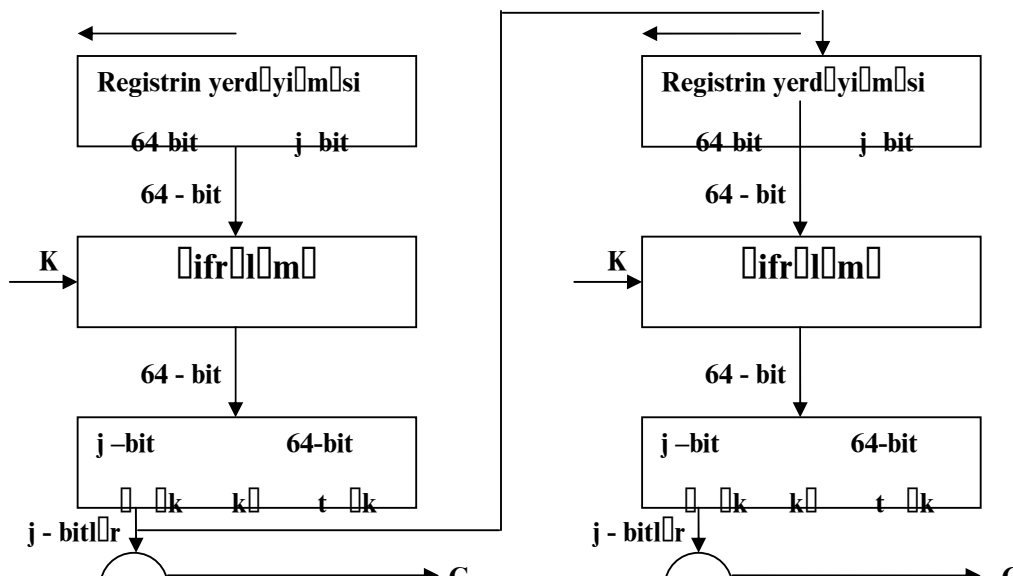 Registrin yerd▯yi▯m▯si
64 bit j bit
64 - bit
K
▯ifr▯l▯m▯
64 - bit
j –bit 64-bit
▯ ▯k k▯ t ▯k
j - bitl▯r
Registrin yerd▯yi▯m▯si
64 bit j bit
64 - bit
K
▯ifr▯l▯m▯
64 - bit
j –bit 64-bit
▯ ▯k k▯ t ▯k
j - bitl▯r